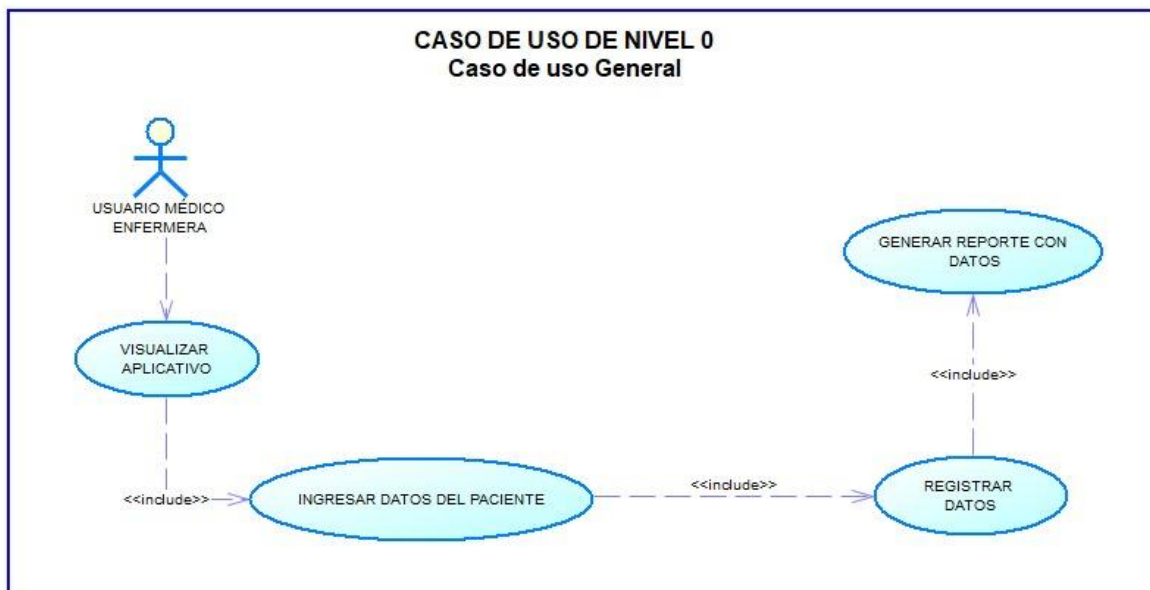 CASO DE USO DE NIVEL 0
Caso de uso General
USUARIO MÉDICO
ENFERMERA
GENERAR REPORTE CON
DATOS
VISUALIZAR
APLICATIVO
<<include>>
<<include>>
INGRESAR DATOS DEL PACIENTE
<<include>>
REGISTRAR
DATOS